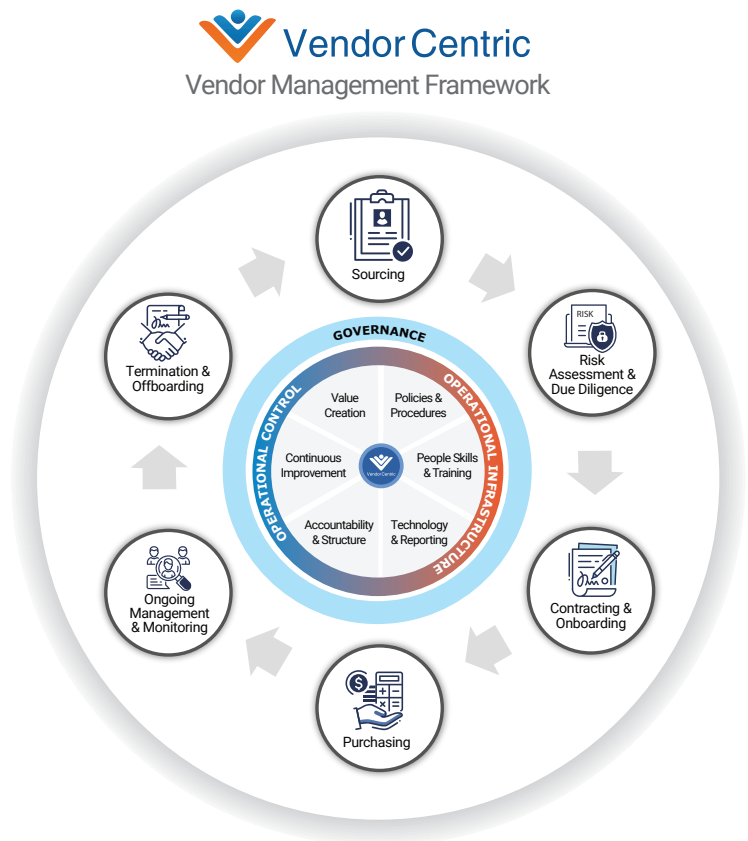 Vendor Centric
Vendor Management Framework
Sourcing
RISK
Risk
Assessment &
Due Diligence
Contracting &
Onboarding
Purchasing
Ongoing
Management
& Monitoring
Termination &
Offboarding
GOVERNANCE
OPERATIONAL CONTROL
OPERATIONAL INFRASTRUCTURE
Value
Creation
Policies &
Procedures
People Skills
& Training
Technology
& Reporting
Accountability
& Structure
Continuous
Improvement
VendorCentric